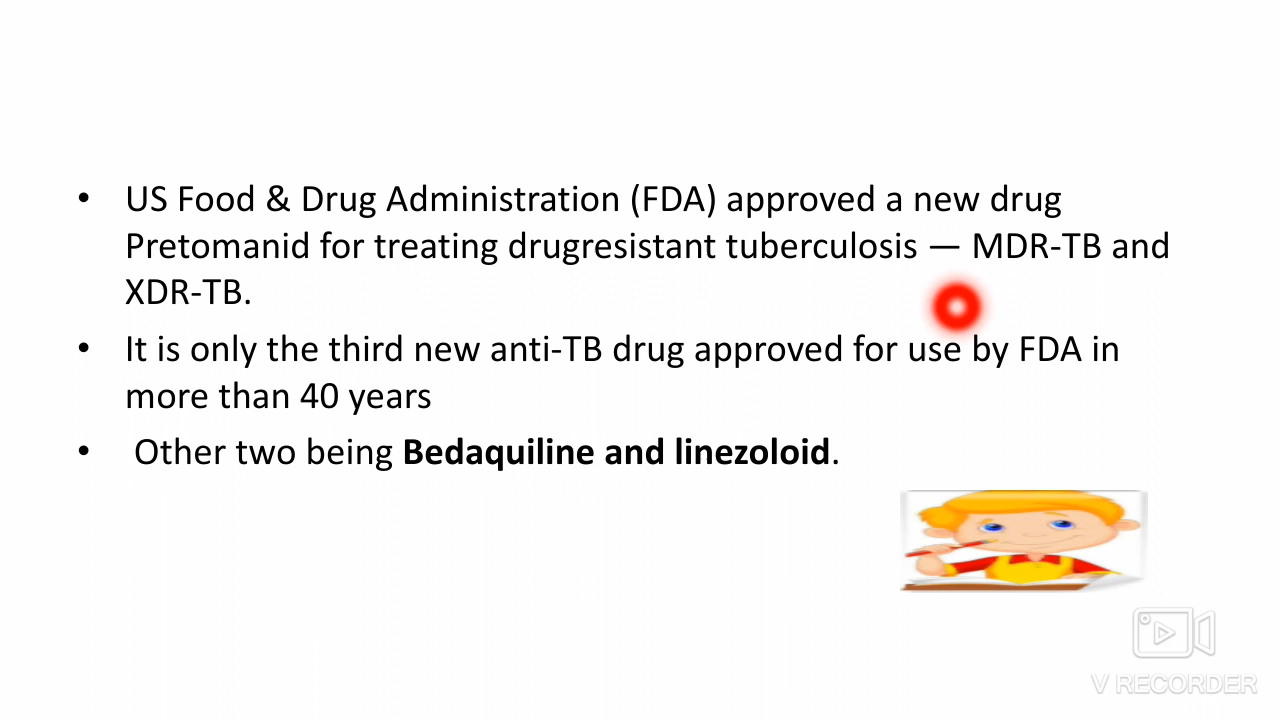 • US Food & Drug Administration (FDA) approved a new drug
Pretomanid for treating drugresistant tuberculosis — MDR-TB and
XDR-TB.
• It is only the third new anti-TB drug approved for use by FDA in
more than 40 years
• Other two being Bedaquiline and linezoloid.
V RECORDER